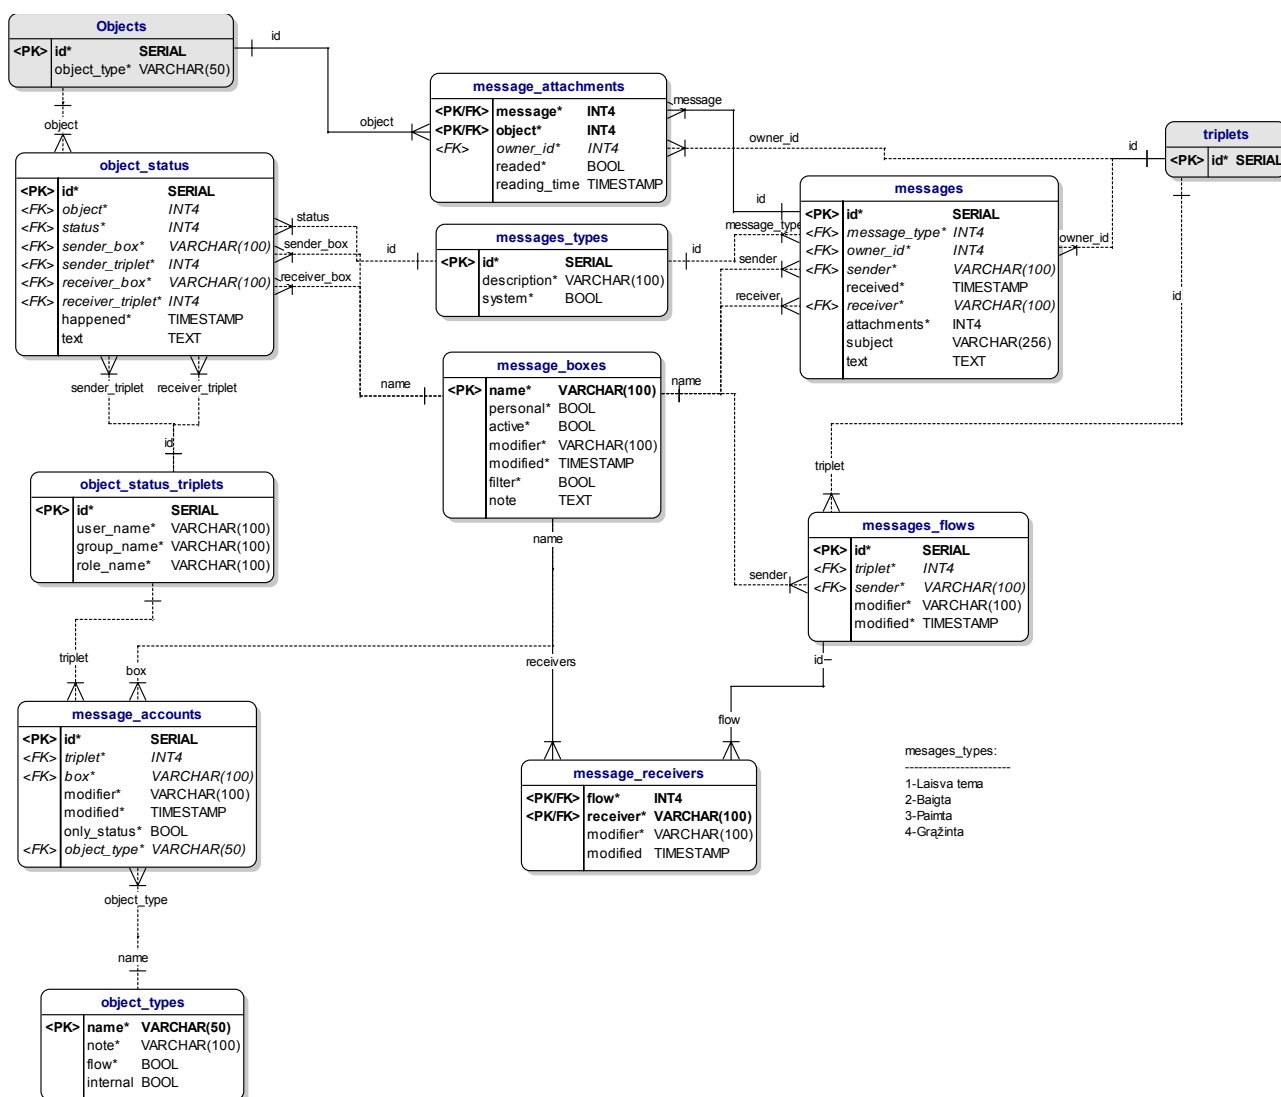 Objects
<PK> id* SERIAL
object_type* VARCHAR(50)
id
object
object
message_attachments
<PK/FK> message* INT4
<PK/FK> object* INT4
<FK> owner_id* INT4
readed* BOOL
reading_time TIMESTAMP
message
owner_id
id
triplets
<PK> id* SERIAL
object_status
<PK> id* SERIAL
<FK> object* INT4
<FK> status* INT4
<FK> sender_box* VARCHAR(100)
<FK> sender_triplet* INT4
<FK> receiver_box* VARCHAR(100)
<FK> receiver_triplet* INT4
happened* TIMESTAMP
text TEXT
status
sender_box
receiver_box
id
messages_types
<PK> id* SERIAL
description* VARCHAR(100)
system* BOOL
id
id
message_type
sender
receiver
messages
<PK> id* SERIAL
<FK> message_type* INT4
<FK> owner_id* INT4
<FK> sender* VARCHAR(100)
received* TIMESTAMP
<FK> receiver* VARCHAR(100)
attachments* INT4
subject VARCHAR(256)
text TEXT
owner_id
id
sender_triplet
receiver_triplet
id
name
message_boxes
<PK> name* VARCHAR(100)
personal* BOOL
active* BOOL
modifier* VARCHAR(100)
modified* TIMESTAMP
filter* BOOL
note TEXT
name
name
object_status_triplets
<PK> id* SERIAL
user_name* VARCHAR(100)
group_name* VARCHAR(100)
role_name* VARCHAR(100)
triplet
messages_flows
<PK> id* SERIAL
<FK> triplet* INT4
<FK> sender* VARCHAR(100)
modifier* VARCHAR(100)
modified* TIMESTAMP
sender
id
triplet
box
receivers
flow
message_accounts
<PK> id* SERIAL
<FK> triplet* INT4
<FK> box* VARCHAR(100)
modifier* VARCHAR(100)
modified* TIMESTAMP
only_status* BOOL
<FK> object_type* VARCHAR(50)
message_receivers
<PK/FK> flow* INT4
<PK/FK> receiver* VARCHAR(100)
modifier* VARCHAR(100)
modified TIMESTAMP
mesages_types:
----------------------
1-Laisva tema
2-Baigta
3-Paimta
4-Grąžinta
object_type
name
object_types
<PK> name* VARCHAR(50)
note* VARCHAR(100)
flow* BOOL
internal BOOL